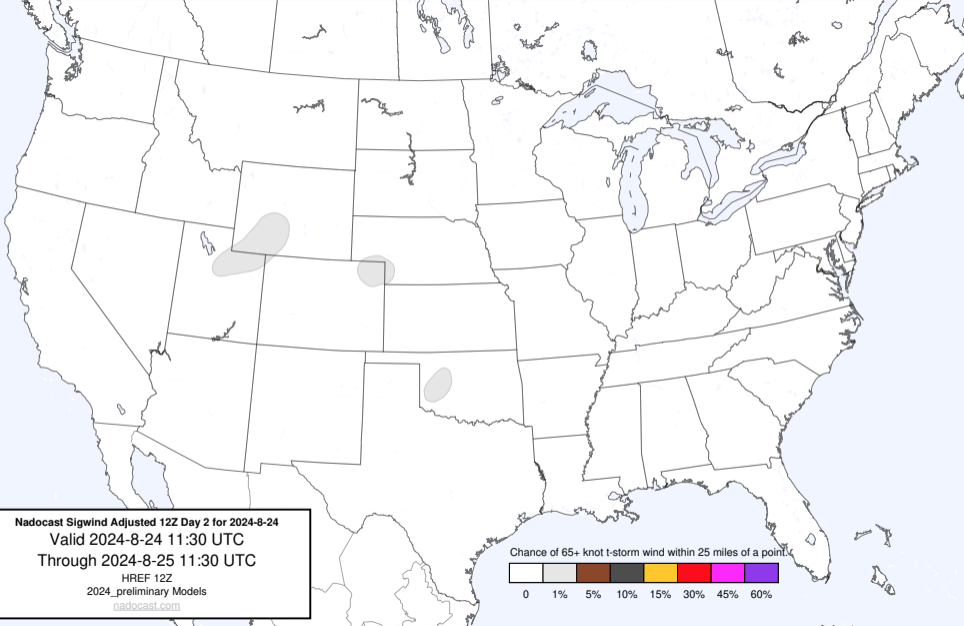 Nadocast Sigwind Adjusted 12Z Day 2 for 2024-8-24
Valid 2024-8-24 11:30 UTC
Through 2024-8-25 11:30 UTC
HREF 12Z
2024_preliminary Models
nadocast.com
Chance of 65+ knot t-storm wind within 25 miles of a point.
0 1% 5% 10% 15% 30% 45% 60%